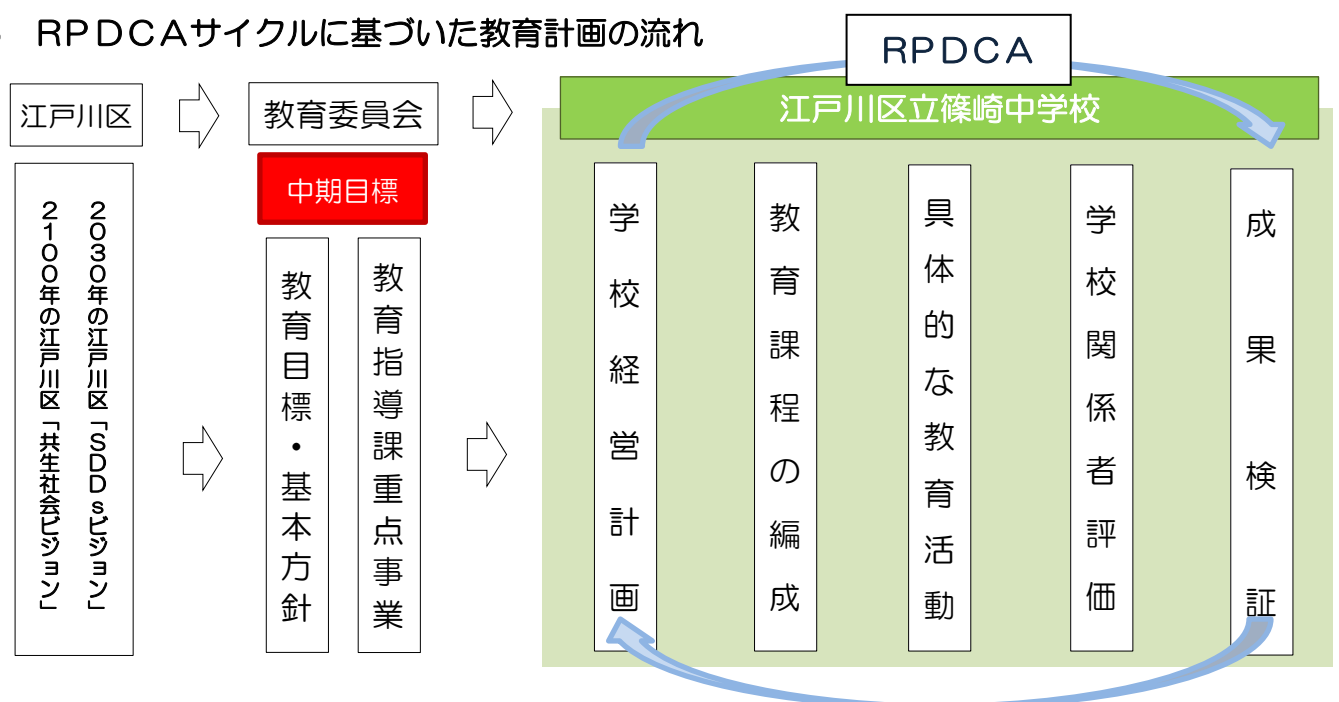 RPDCAサイクルに基づいた教育計画の流れ
RPDCA
江戸川区
教育委員会
江戸川区立篠崎中学校
中期目標
2030年の江戸川区「SDDsビジョン」
2100年の江戸川区「共生社会ビジョン」
教育目標・基本方針
教育指導課重点事業
学校経営計画
教育課程の編成
具体的な教育活動
学校関係者評価
成果検証